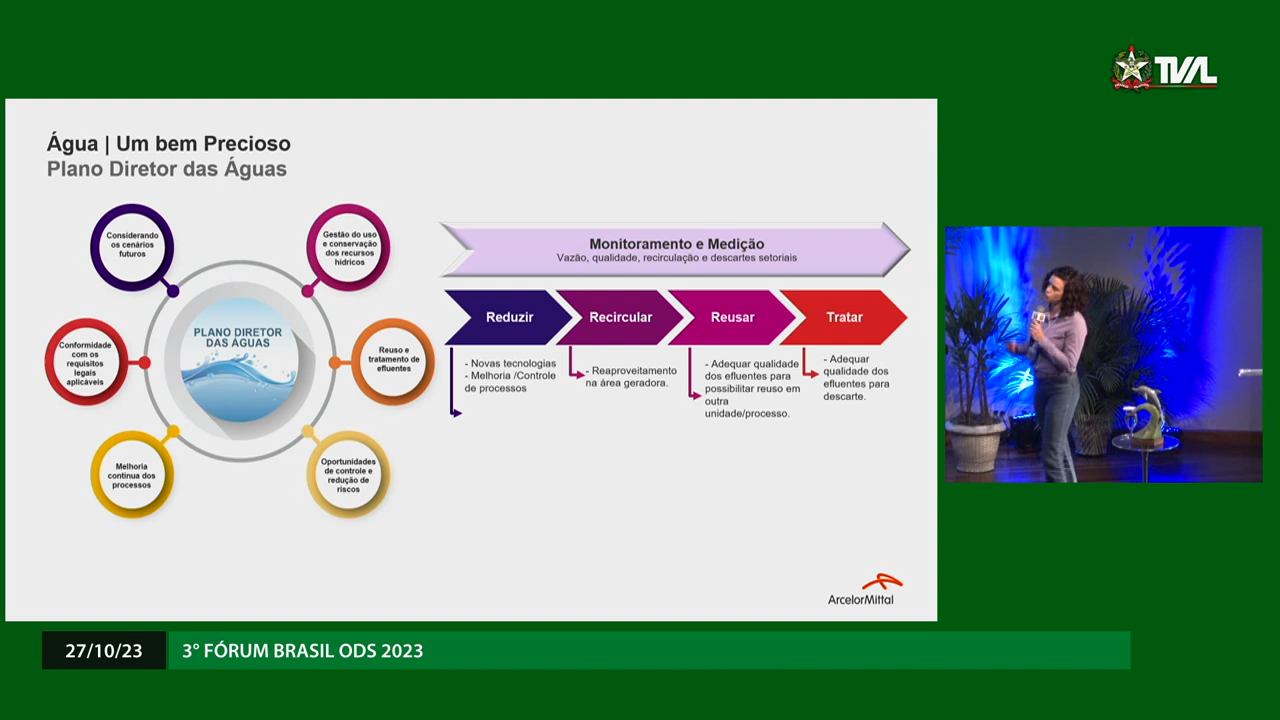 TVAL
Água | Um bem Precioso
Plano Diretor das Águas
Considerando
os cenários
futuros
Gestão do uso
e conservação
dos recursos
hídricos
Conformidade
com os
requisitos
legais
aplicáveis
PLANO DIRETOR
DAS ÁGUAS
Reuso e
tratamento de
efluentes
Melhoria
contínua dos
processos
Oportunidades
de controle e
redução de
riscos
Monitoramento e Medição
Vazão, qualidade, recirculação e descartes setoriais
Reduzir
Recircular
Reusar
Tratar
- Novas tecnologias
- Melhoria /Controle
de processos
- Reaproveitamento
na área geradora.
- Adequar qualidade
dos efluentes para
possibilitar reuso em
outra
unidade/processo.
- Adequar
qualidade dos
efluentes para
descarte.
ArcelorMittal
27/10/23
3° FÓRUM BRASIL ODS 2023